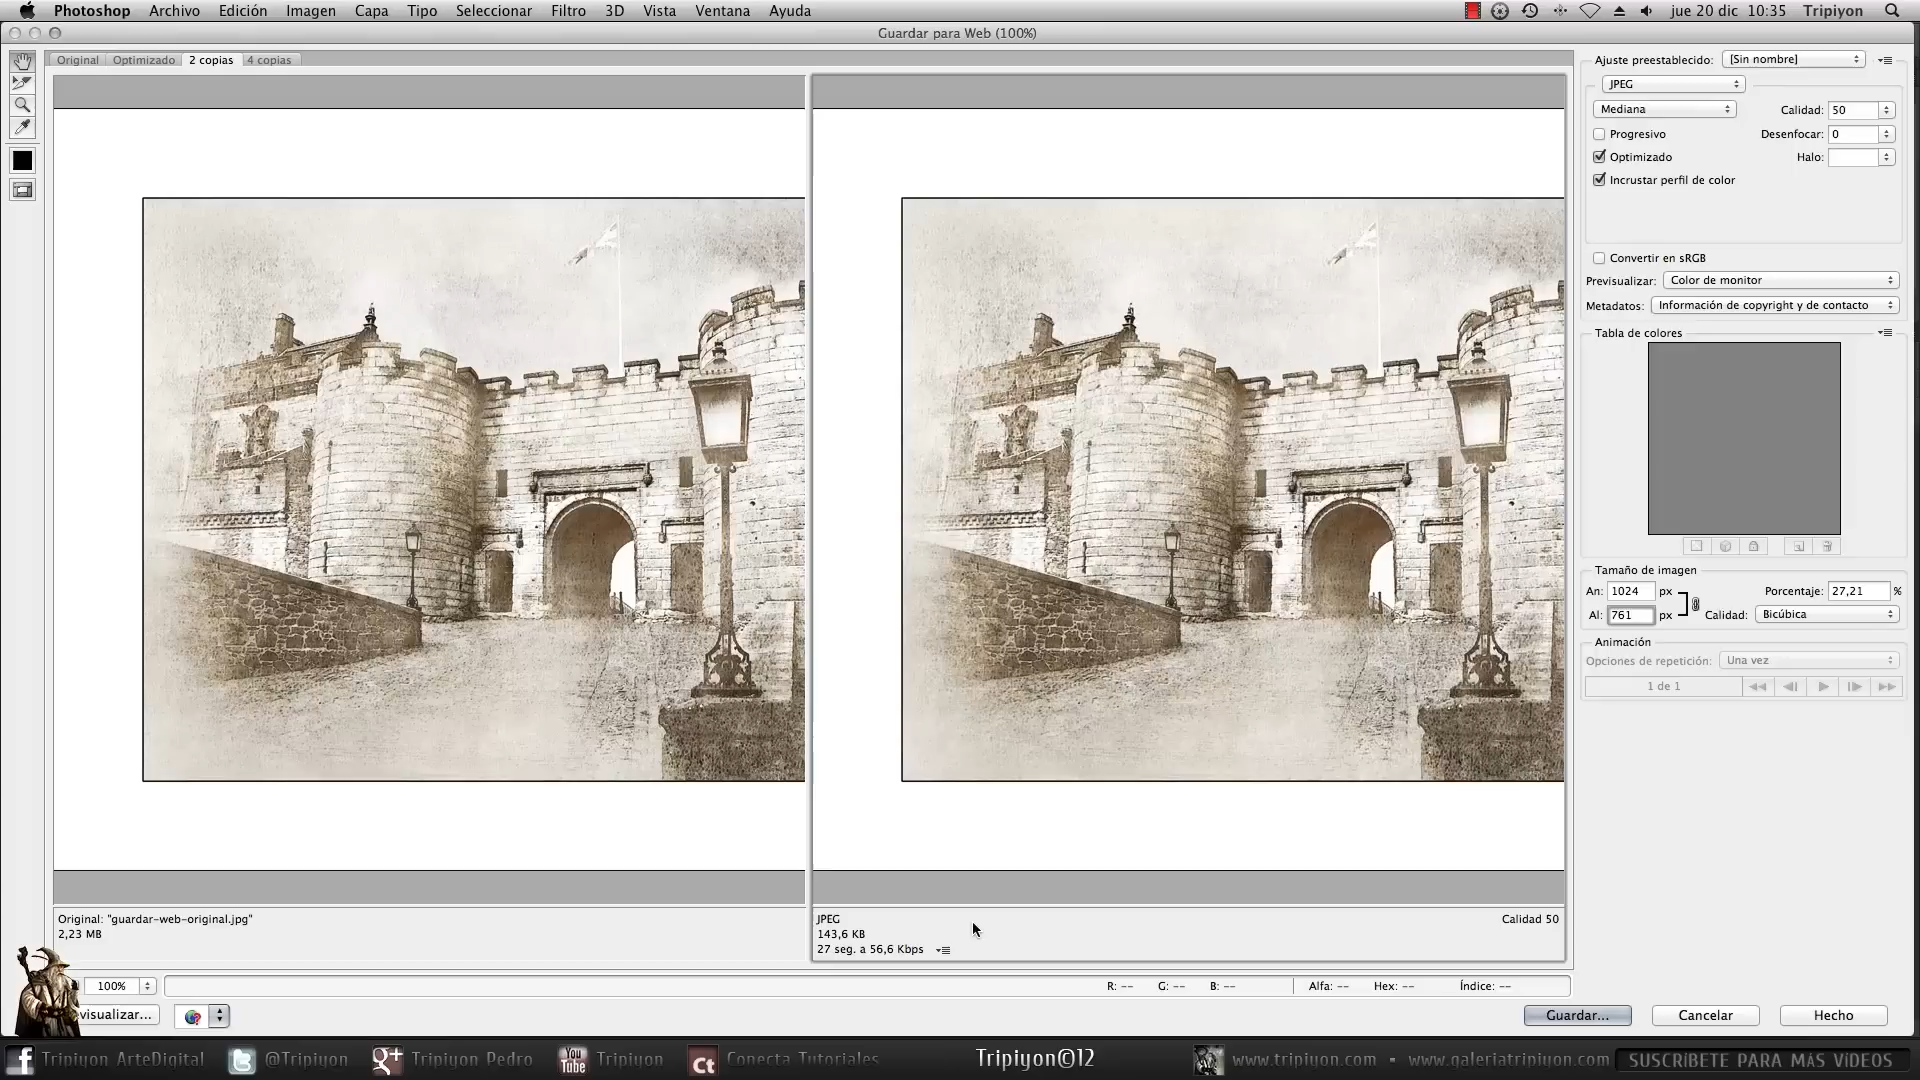 Photoshop Archivo Edición Imagen Capa Tipo Seleccionar Filtro 3D Vista Ventana Ayuda jue 20 dic 10:35 Tripiyon
Guardar para Web (100%)
Original Optimizado 2 copias 4 copias
Ajuste preestablecido: [Sin nombre]
JPEG
Mediana Calidad: 50
Progresivo Desenfocar: 0
Optimizado Halo:
Incrustar perfil de color
Convertir en sRGB
Previsualizar: Color de monitor
Metadatos: Información de copyright y de contacto
Tabla de colores
Tamaño de imagen
An: 1024 px Porcentaje: 27,21 %
Al: 761 px Calidad: Bicúbica
Animación
Opciones de repetición: Una vez
1 de 1
Original: "guardar-web-original.jpg"
2,23 MB
JPEG Calidad 50
143,6 KB
27 seg. a 56,6 Kbps
100% R: -- G: -- B: -- Alfa: -- Hex: -- Índice: --
visualizar... Guardar... Cancelar Hecho
f Tripiyon ArteDigital @Tripiyon g+ Tripiyon Pedro You Tube Tripiyon Ct Conecta Tutoriales Tripiyon©12 www.tripiyon.com - www.galeriatripiyon.com SUSCRíBETE PARA MáS VíDEOS